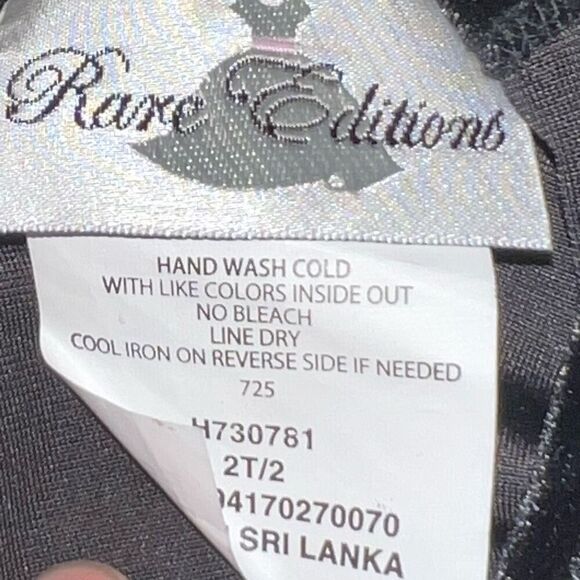 Rare Editions
HAND WASH COLD
WITH LIKE COLORS INSIDE OUT
NO BLEACH
LINE DRY
COOL IRON ON REVERSE SIDE IF NEEDED
725
H730781
2T/2
04170270070
SRI LANKA